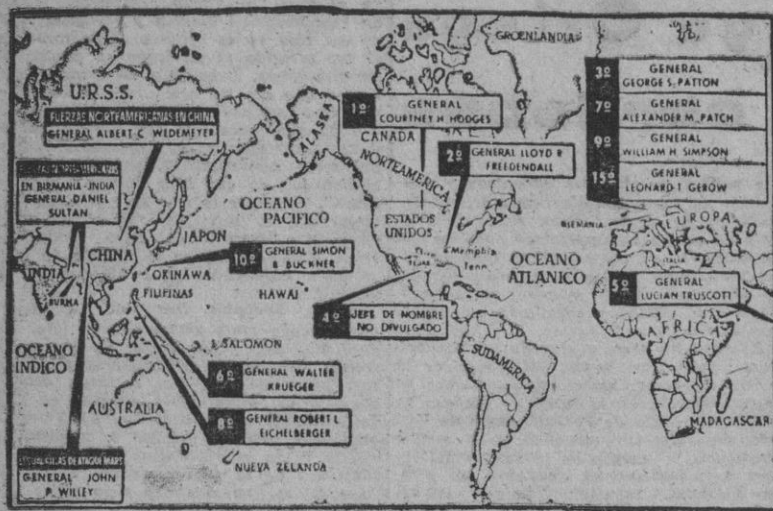 GROENLANDIA
U.R.S.S.
FUERZAS NORTEAMERICANAS EN CHINA
GENERAL ALBERT C. WEDEMEYER
ALASKA
1º GENERAL
COURTNEY H. HODGES
CANADA
NORTEAMERICA
2º GENERAL LLOYD R
FREEDENDALL
3º GENERAL
GEORGE S. PATTON
7º GENERAL
ALEXANDER M. PATCH
9º GENERAL
WILLIAM H. SIMPSON
15º GENERAL
LEONARD T. GEROW
EN BIRMANIA-INDIA
GENERAL DANIEL
SULTAN
OCEANO
PACIFICO
JAPON
CHINA
INDIA
BURMA
10º GENERAL SIMON
B BUCKNER
OKINAWA
FILIPINAS
HAWAI
ESTADOS
UNIDOS
Memphis
Tenn.
Texas
OCEANO
ATLANTICO
ALEMANIA
EUROPA
ITALIA
5º GENERAL
LUCIAN TRUSCOTT
4º JEFE DE NOMBRE
NO DIVULGADO
I. SALOMON
OCEANO
INDICO
6º GENERAL WALTER
KRUEGER
SUDAMERICA
AFRICA
AUSTRALIA
8º GENERAL ROBERT L
EICHELBERGER
MADAGASCAR
NUEVA ZELANDA
GENERAL JOHN
P. WILLEY